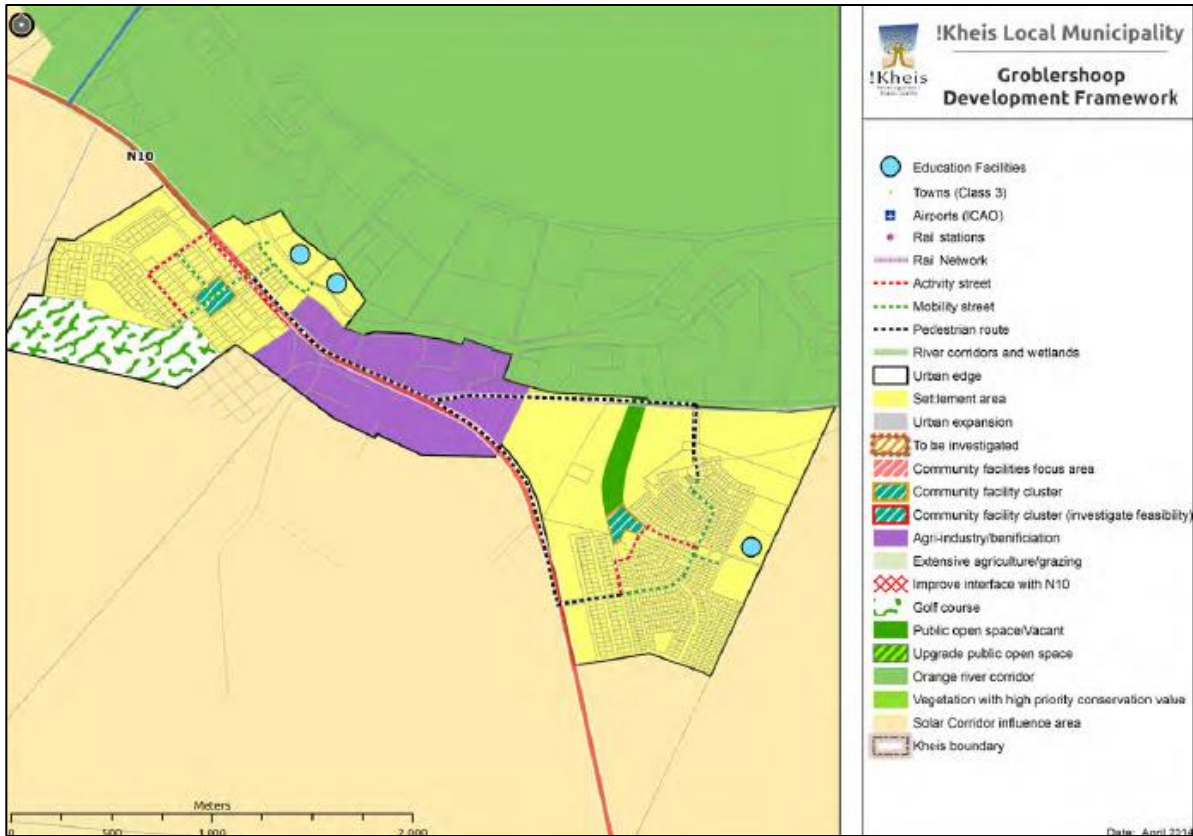 N10
Meters
0 500 1,000 2,000
!Kheis Local Municipality
!Kheis
Groblershoop
Development Framework
Education Facilities
Towns (Class 3)
Airports (ICAO)
Rail stations
Rail Network
Activity street
Mobility street
Pedestrian route
River corridors and wetlands
Urban edge
Settlement area
Urban expansion
To be investigated
Community facilities focus area
Community facility cluster
Community facility cluster (investigate feasibility)
Agri-industry/benificiation
Extensive agriculture/grazing
Improve interface with N10
Golf course
Public open space/Vacant
Upgrade public open space
Orange river corridor
Vegetation with high priority conservation value
Solar Corridor influence area
Kheis boundary
Date: April